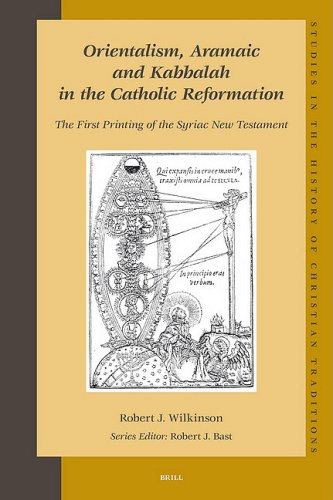 Orientalism, Aramaic
and Kabbalah
in the Catholic Reformation
The First Printing of the Syriac New Testament
Qui expansis in cruce manibus,
traxisti omnia ad te
In principio erat
verbum.
Robert J. Wilkinson
Series Editor: Robert J. Bast
BRILL
STUDIES IN THE HISTORY OF CHRISTIAN TRADITIONS